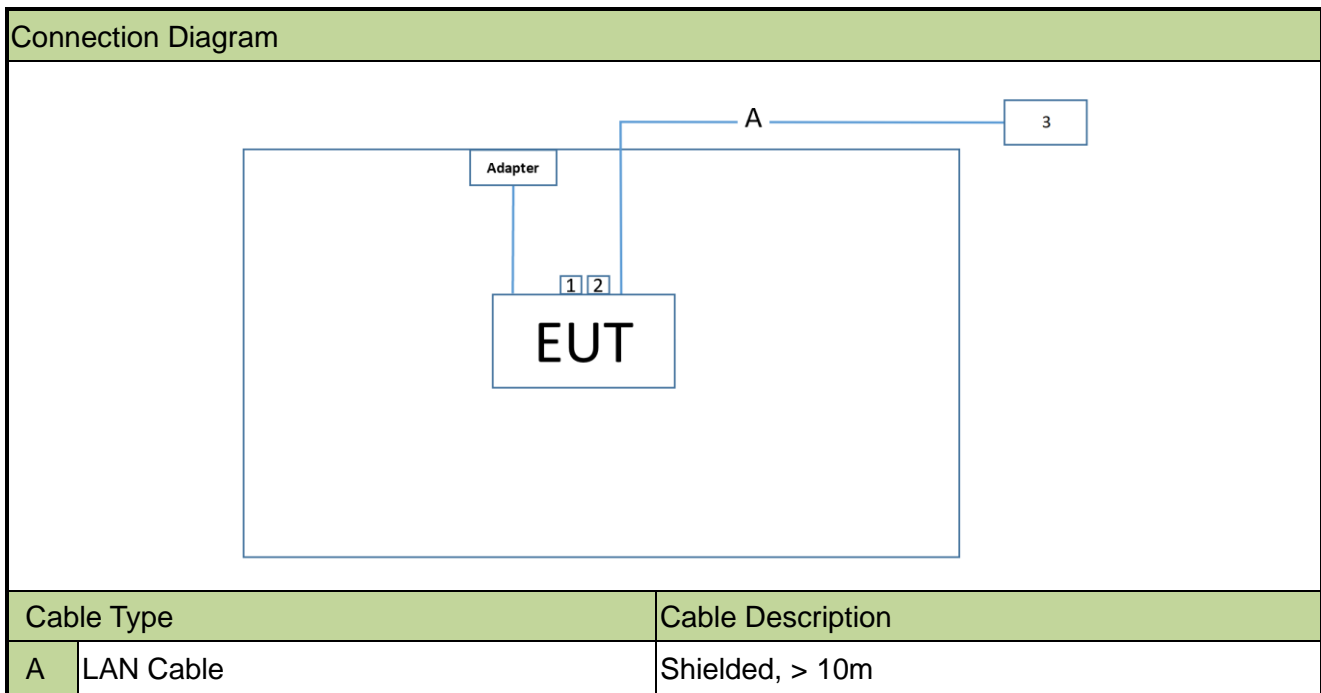 Connection Diagram
A
3
Adapter
1 2
EUT
Cable Type Cable Description
A LAN Cable Shielded, > 10m